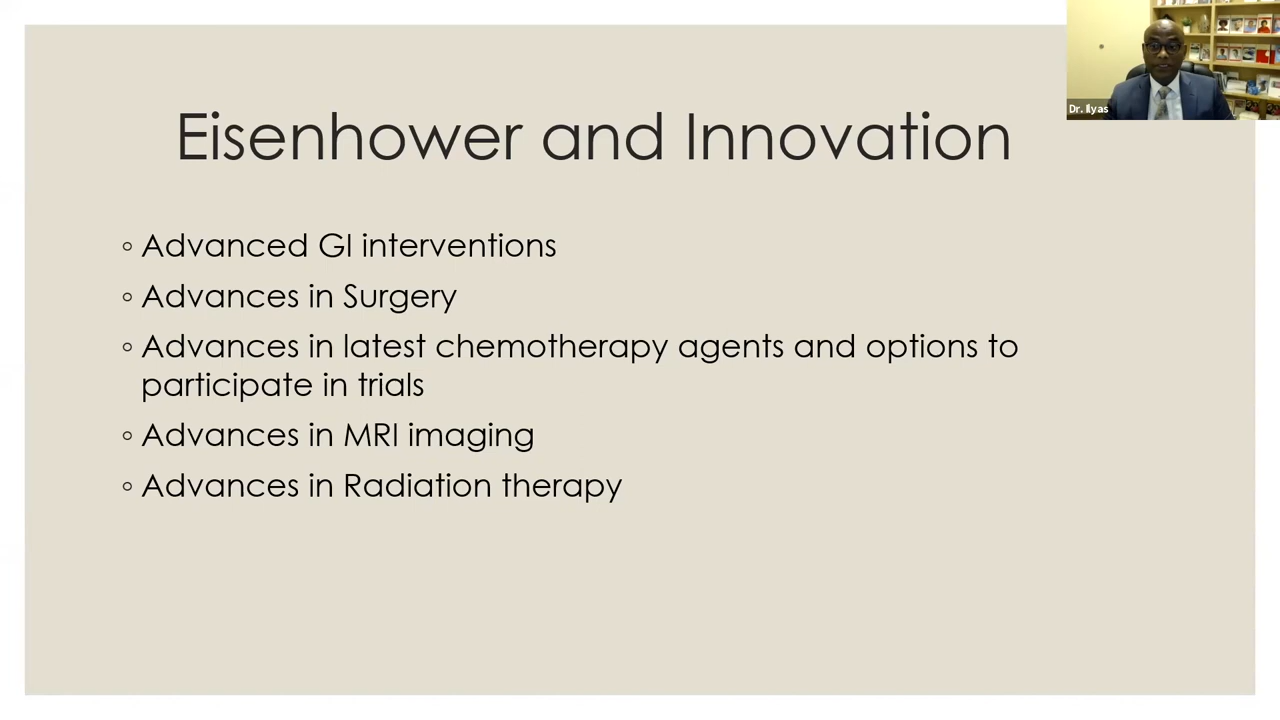 Eisenhower and Innovation
Dr. Ilyas
◦ Advanced GI interventions
◦ Advances in Surgery
◦ Advances in latest chemotherapy agents and options to
participate in trials
◦ Advances in MRI imaging
◦ Advances in Radiation therapy